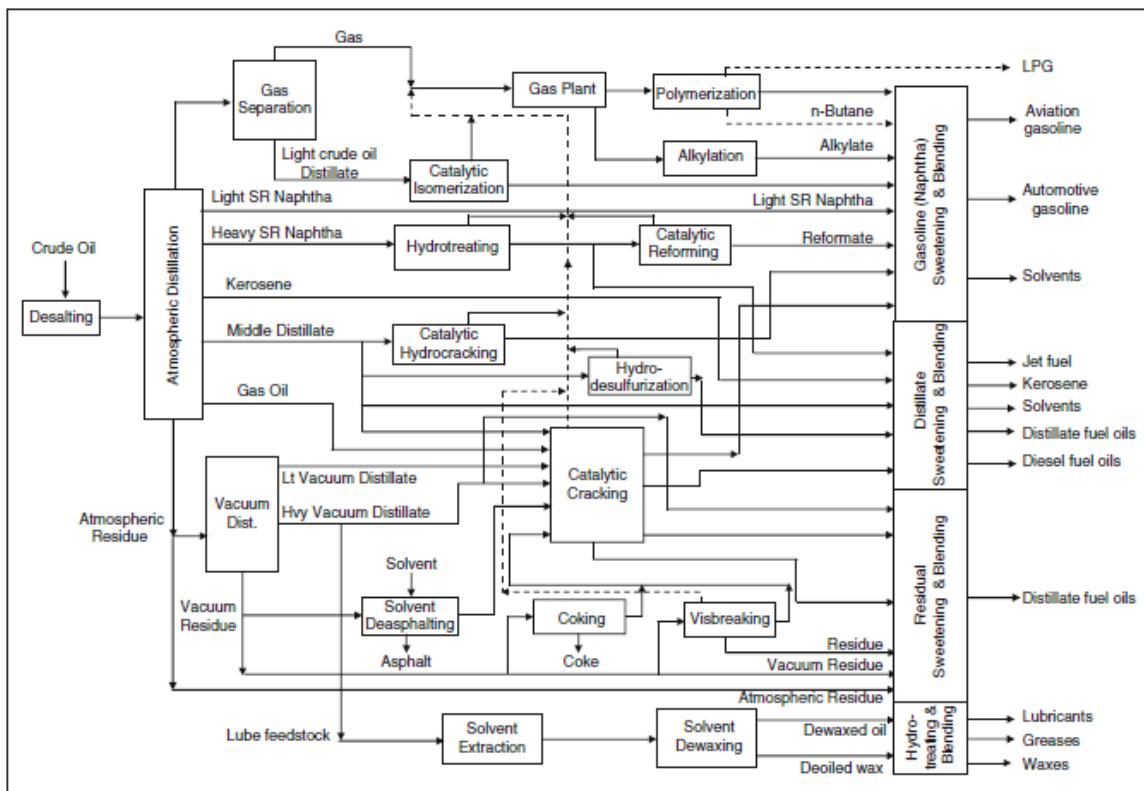 Gas
LPG
Gas
Separation
Gas Plant
Polymerization
n-Butane
Aviation
gasoline
Light crude oil
Distillate
Catalytic
Isomerization
Alkylation
Alkylate
Gasoline (Naphtha)
Sweetening & Blending
Light SR Naphtha
Light SR Naphtha
Automotive
gasoline
Heavy SR Naphtha
Hydrotreating
Catalytic
Reforming
Reformate
Crude Oil
Desalting
Atmospheric Distillation
Kerosene
Solvents
Middle Distillate
Catalytic
Hydrocracking
Hydro-
desulfurization
Gas Oil
Distillate
Sweetening & Blending
Jet fuel
Kerosene
Solvents
Distillate fuel oils
Diesel fuel oils
Catalytic
Cracking
Lt Vacuum Distillate
Vacuum
Dist.
Hvy Vacuum Distillate
Atmospheric
Residue
Solvent
Vacuum
Residue
Solvent
Deasphalting
Asphalt
Coking
Coke
Visbreaking
Residue
Vacuum Residue
Residual
Sweetening & Blending
Distillate fuel oils
Atmospheric Residue
Lube feedstock
Solvent
Extraction
Solvent
Dewaxing
Dewaxed oil
Deoiled wax
Hydro-
treating &
Blending
Lubricants
Greases
Waxes